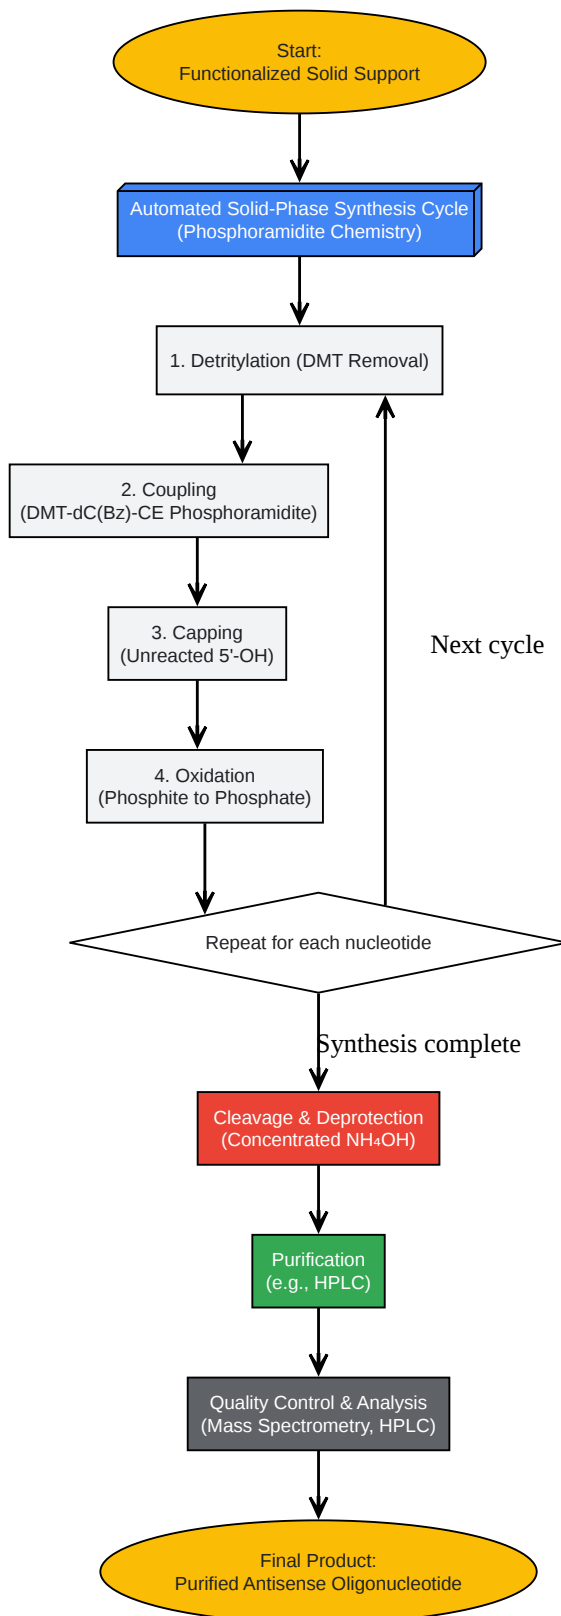 Start:
Functionalized Solid Support
Automated Solid-Phase Synthesis Cycle
(Phosphoramidite Chemistry)
1. Detritylation (DMT Removal)
2. Coupling
(DMT-dC(Bz)-CE Phosphoramidite)
3. Capping
(Unreacted 5'-OH)
Next cycle
4. Oxidation
(Phosphite to Phosphate)
Repeat for each nucleotide
Synthesis complete
Cleavage & Deprotection
(Concentrated NH₄OH)
Purification
(e.g., HPLC)
Quality Control & Analysis
(Mass Spectrometry, HPLC)
Final Product:
Purified Antisense Oligonucleotide